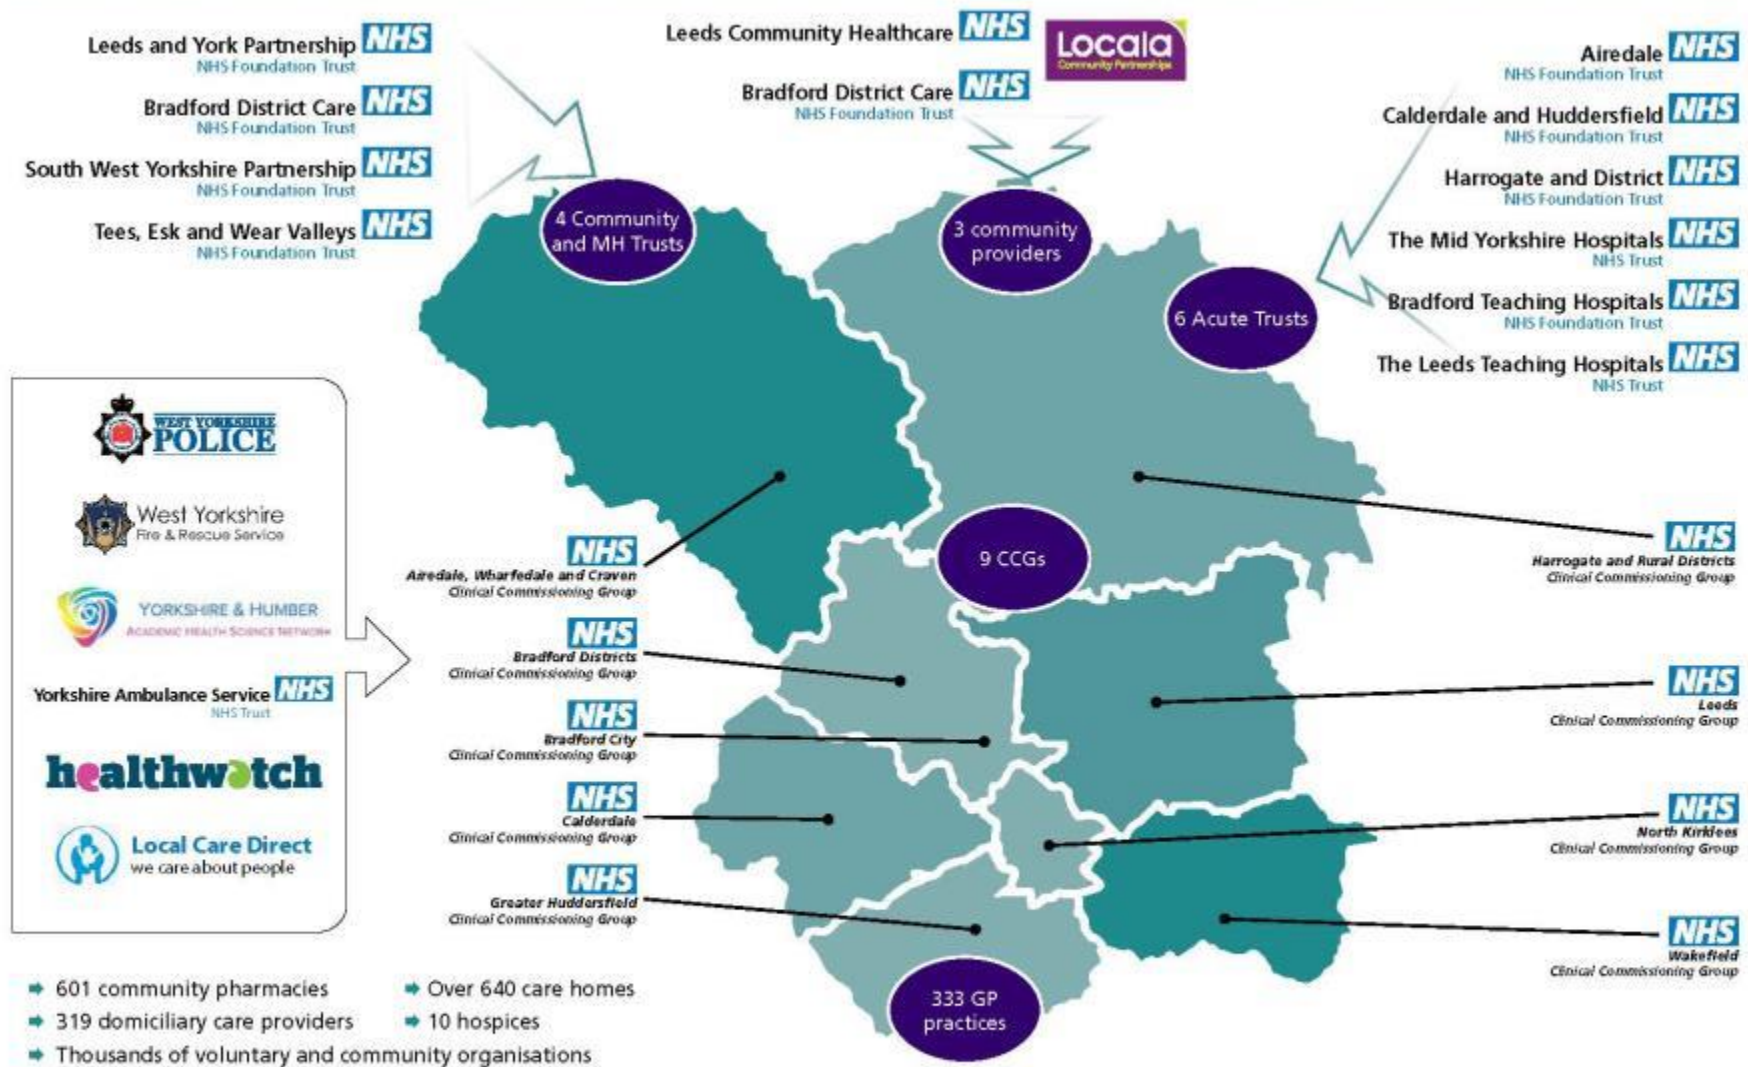 Leeds and York Partnership NHS
NHS Foundation Trust
Bradford District Care NHS
NHS Foundation Trust
South West Yorkshire Partnership NHS
NHS Foundation Trust
Tees, Esk and Wear Valleys NHS
NHS Foundation Trust
Leeds Community Healthcare NHS
Locala
Community Partnerships
Bradford District Care NHS
NHS Foundation Trust
Airedale NHS
NHS Foundation Trust
Calderdale and Huddersfield NHS
NHS Foundation Trust
Harrogate and District NHS
NHS Foundation Trust
The Mid Yorkshire Hospitals NHS
NHS Trust
Bradford Teaching Hospitals NHS
NHS Foundation Trust
The Leeds Teaching Hospitals NHS
NHS Trust
4 Community
and MH Trusts
3 community
providers
6 Acute Trusts
9 CCGs
333 GP
practices
WEST YORKSHIRE
POLICE
West Yorkshire
Fire & Rescue Service
YORKSHIRE & HUMBER
ACADEMIC HEALTH SCIENCE NETWORK
Yorkshire Ambulance Service NHS
NHS Trust
healthwatch
Local Care Direct
we care about people
NHS
Airedale, Wharfedale and Craven
Clinical Commissioning Group
NHS
Bradford Districts
Clinical Commissioning Group
NHS
Bradford City
Clinical Commissioning Group
NHS
Calderdale
Clinical Commissioning Group
NHS
Greater Huddersfield
Clinical Commissioning Group
NHS
Harrogate and Rural Districts
Clinical Commissioning Group
NHS
Leeds
Clinical Commissioning Group
NHS
North Kirklees
Clinical Commissioning Group
NHS
Wakefield
Clinical Commissioning Group
601 community pharmacies
Over 640 care homes
319 domiciliary care providers
10 hospices
Thousands of voluntary and community organisations